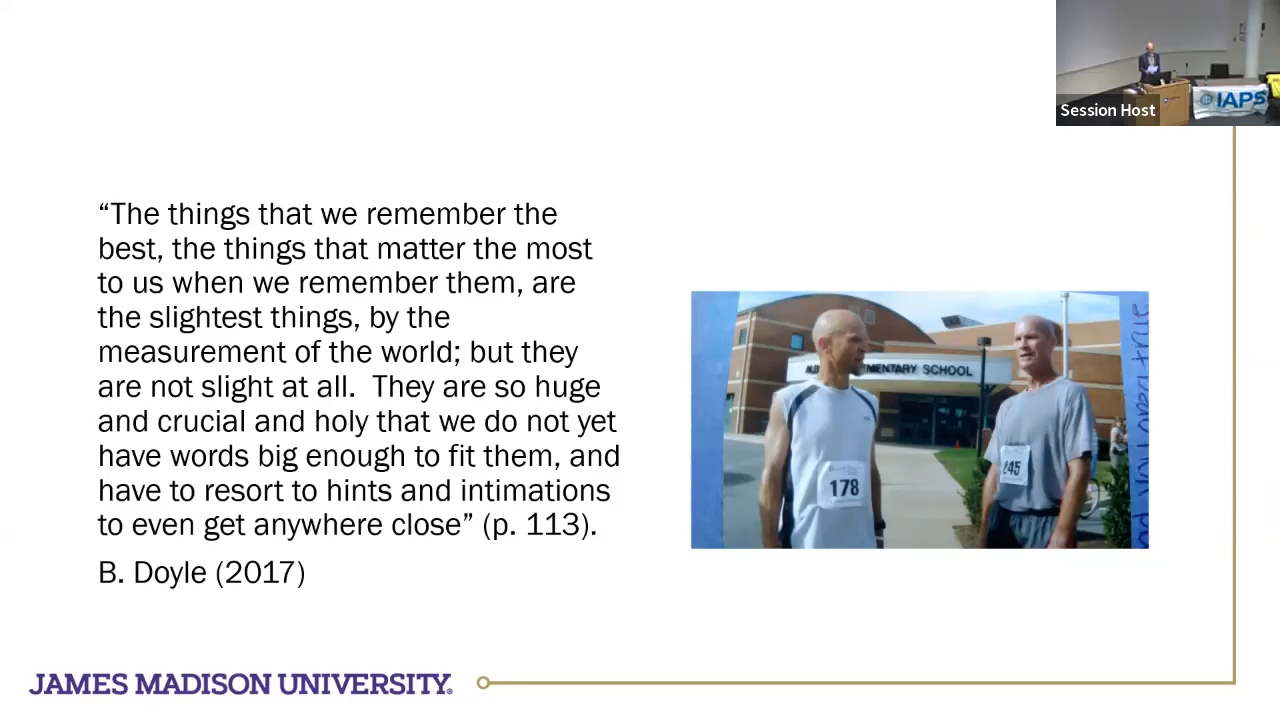 Session Host
IAPS
“The things that we remember the
best, the things that matter the most
to us when we remember them, are
the slightest things, by the
measurement of the world; but they
are not slight at all.  They are so huge
and crucial and holy that we do not yet
have words big enough to fit them, and
have to resort to hints and intimations
to even get anywhere close” (p. 113).
B. Doyle (2017)
SCHOOL
178
245
JAMES MADISON UNIVERSITY.